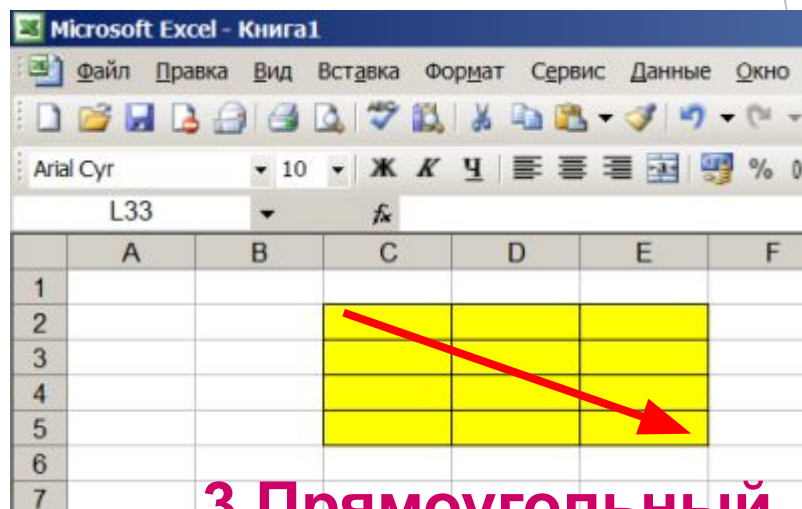 Microsoft Excel - Книга1
Файл Правка Вид Вставка Формат Сервис Данные Окно
Arial Cyr 10 Ж К Ч %
L33 fx
A B C D E F
1
2
3
4
5
6
7
3 Прямоугольный